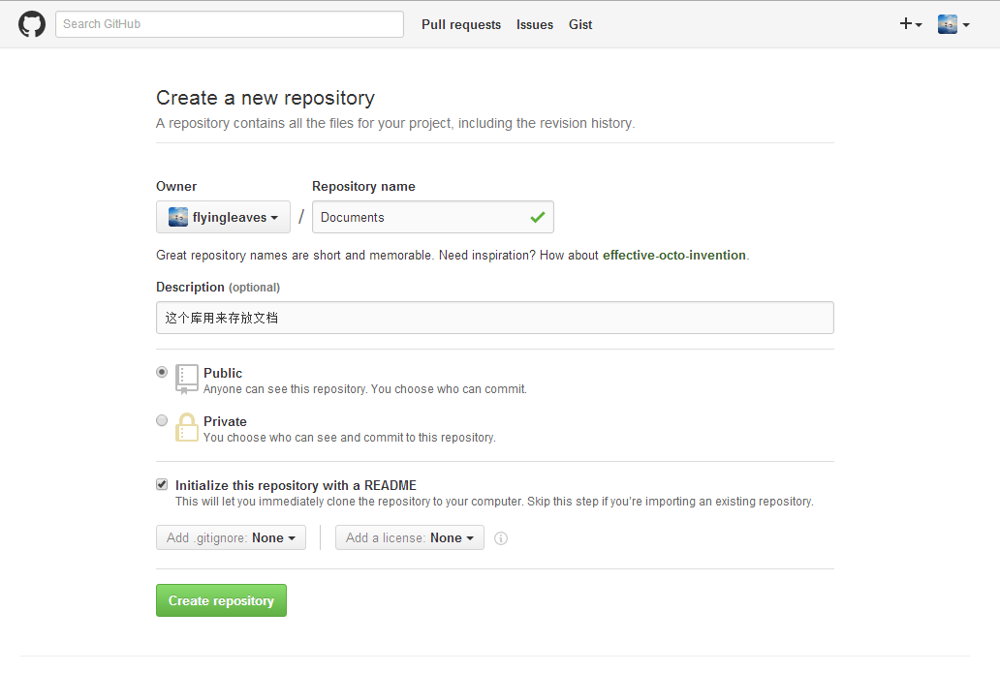 Search GitHub Pull requests Issues Gist
Create a new repository
A repository contains all the files for your project, including the revision history.
Owner Repository name
flyingleaves / Documents
Great repository names are short and memorable. Need inspiration? How about effective-octo-invention.
Description (optional)
这个库用来存放文档
Public
Anyone can see this repository. You choose who can commit.
Private
You choose who can see and commit to this repository.
Initialize this repository with a README
This will let you immediately clone the repository to your computer. Skip this step if you're importing an existing repository.
Add .gitignore: None Add a license: None
Create repository